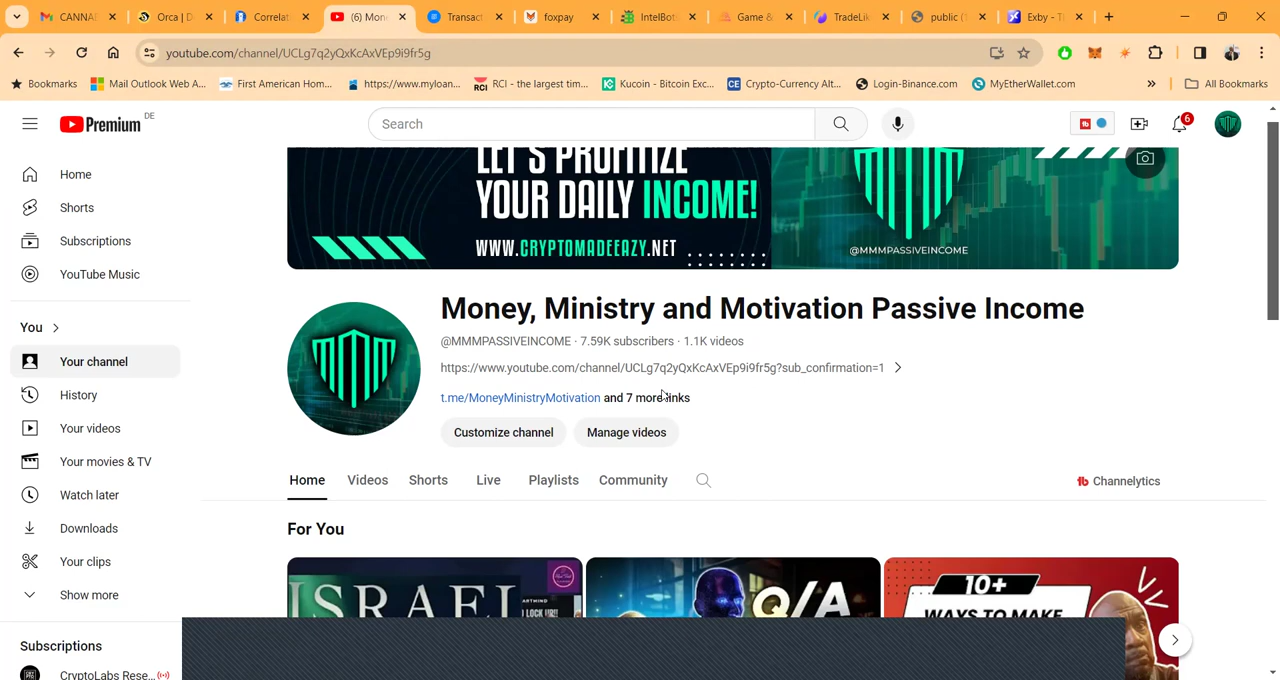 CANNA
Orca | D
Correlat
(6) Mon
Transact
foxpay
IntelBot
Game &
TradeLik
public (
Exby - T
youtube.com/channel/UCLg7q2yQxKcAxVEp9i9fr5g
Bookmarks
Mail Outlook Web A...
First American Hom...
https://www.myloan...
RCI - the largest tim...
Kucoin - Bitcoin Exc...
Crypto-Currency Alt...
Login-Binance.com
MyEtherWallet.com
All Bookmarks
Premium DE
Search
6
Home
Shorts
Subscriptions
YouTube Music
You
Your channel
History
Your videos
Your movies & TV
Watch later
Downloads
Your clips
Show more
Subscriptions
CryptoLabs Rese...
LET'S PROFITIZE
YOUR DAILY INCOME!
WWW.CRYPTOMADEEAZY.NET
@MMMPASSIVEINCOME
Money, Ministry and Motivation Passive Income
@MMMPASSIVEINCOME · 7.59K subscribers · 1.1K videos
https://www.youtube.com/channel/UCLg7q2yQxKcAxVEp9i9fr5g?sub_confirmation=1
t.me/MoneyMinistryMotivation and 7 more links
Customize channel
Manage videos
Home
Videos
Shorts
Live
Playlists
Community
Channelytics
For You
ISRAEL
Q/A
10+
WAYS TO MAKE